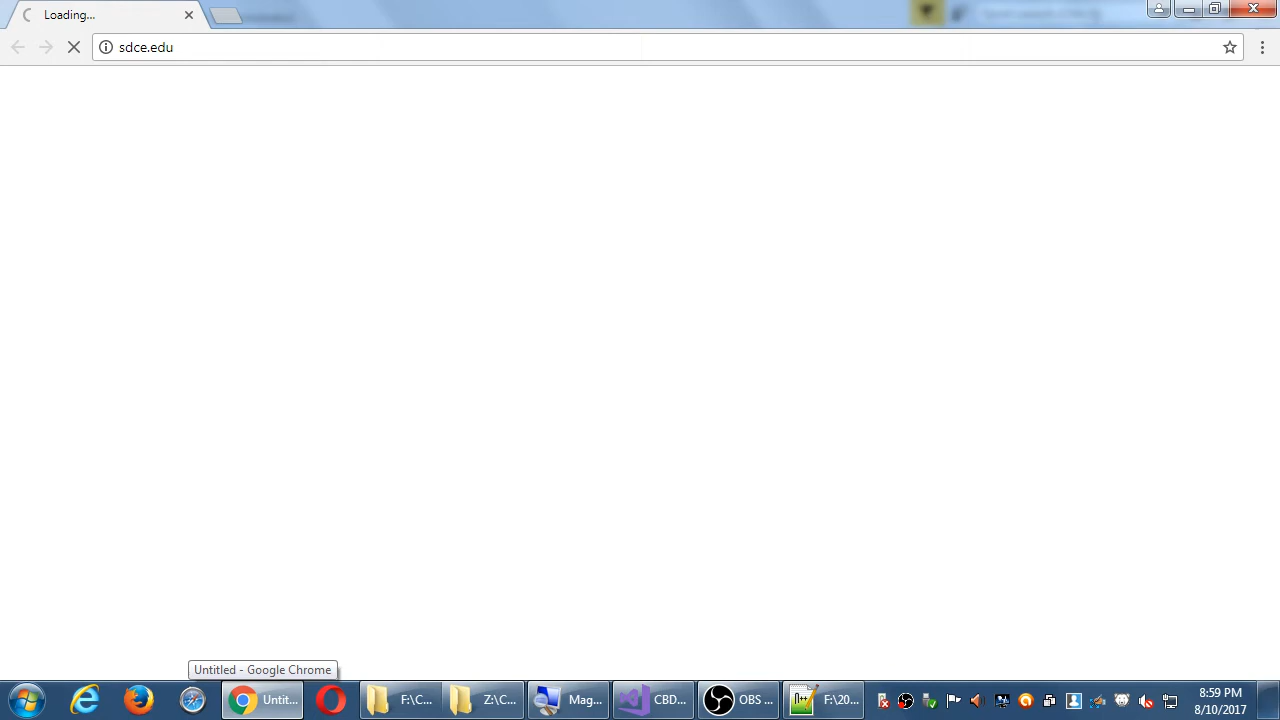 Loading...
sdce.edu
Untitled - Google Chrome
Untit...
F:\C...
Z:\C...
Mag...
CBD...
OBS ...
F:\20...
8:59 PM
8/10/2017